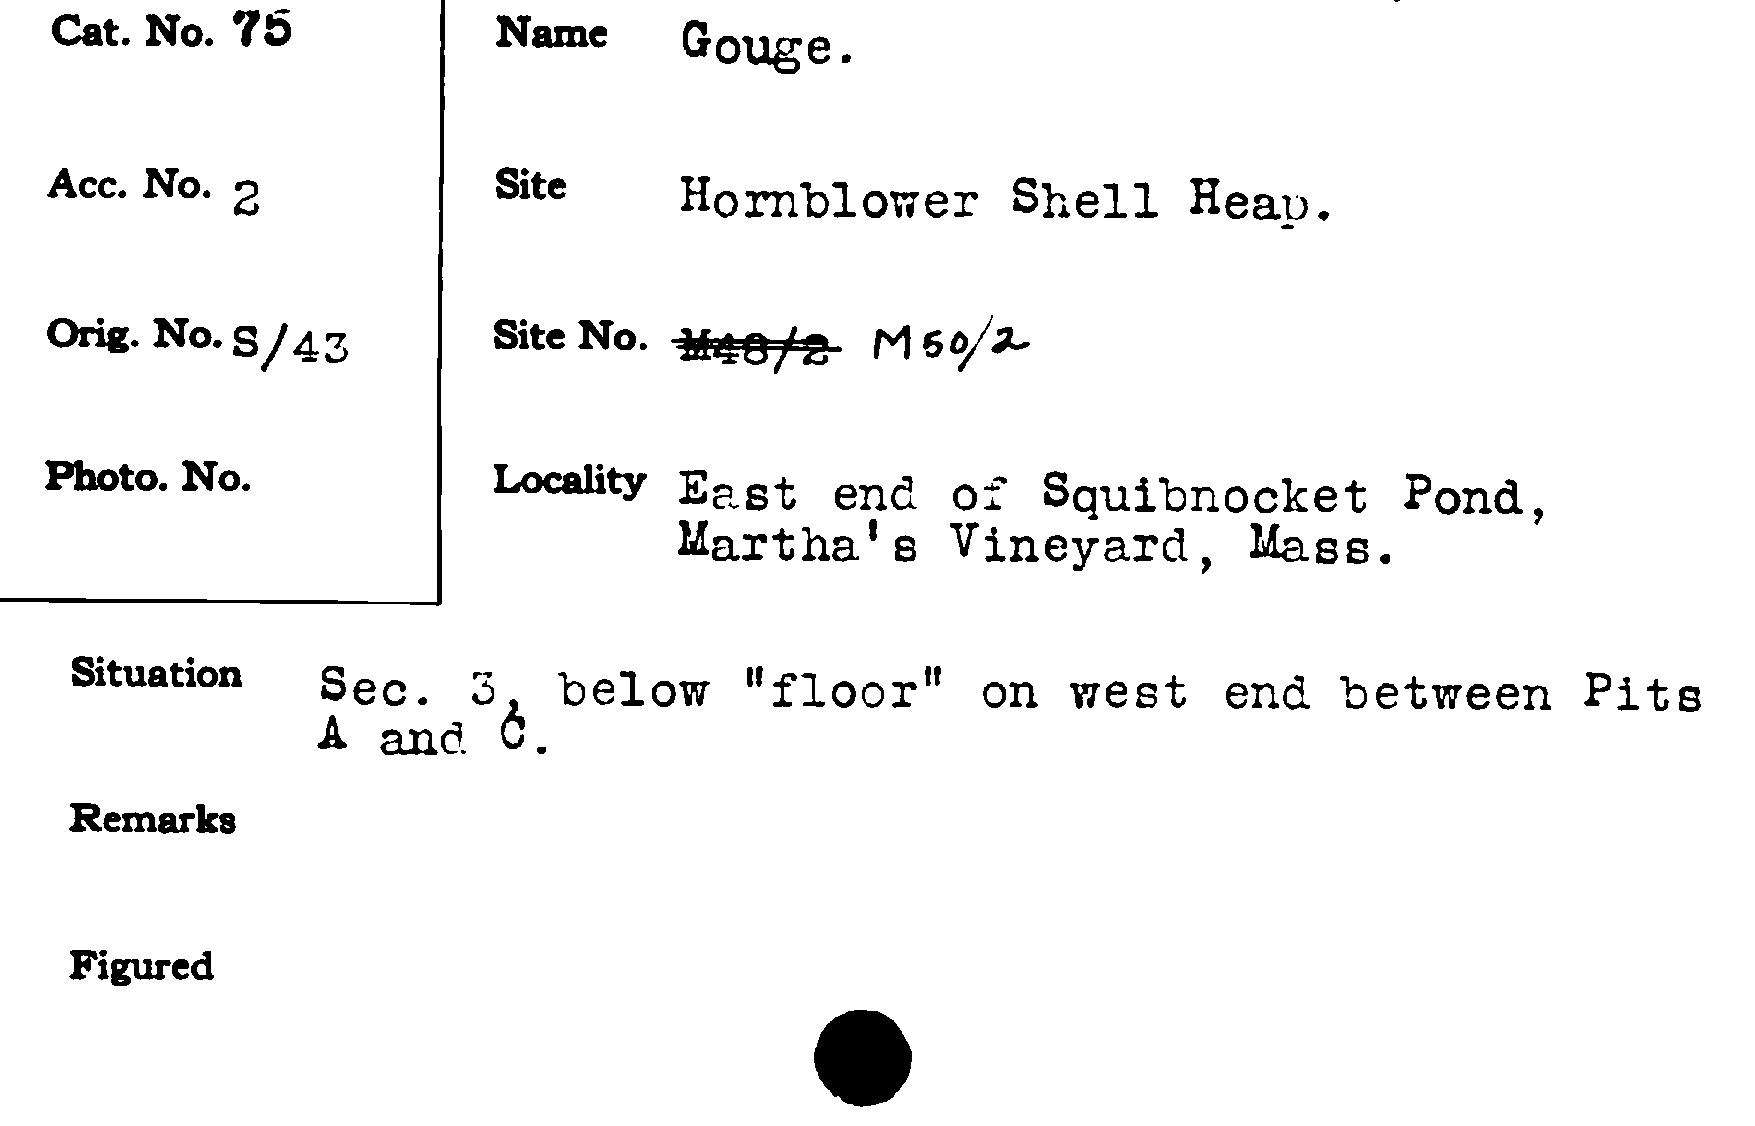 Cat. No. 75
Name Gouge.
Acc. No. 2
Site Hornblower Shell Heap.
Orig. No. S/43
Site No. M48/2 M50/2
Photo. No.
Locality East end of Squibnocket Pond,
Martha's Vineyard, Mass.
Situation Sec. 3, below "floor" on west end between Pits
A and C.
Remarks
Figured